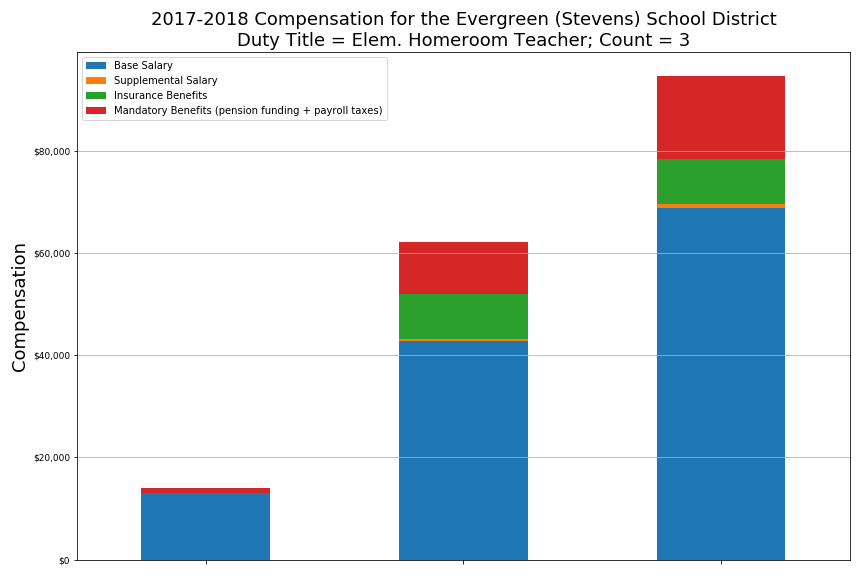 2017-2018 Compensation for the Evergreen (Stevens) School District
Duty Title = Elem. Homeroom Teacher; Count = 3
Base Salary
Supplemental Salary
Insurance Benefits
Mandatory Benefits (pension funding + payroll taxes)
Compensation
$80,000
$60,000
$40,000
$20,000
$0